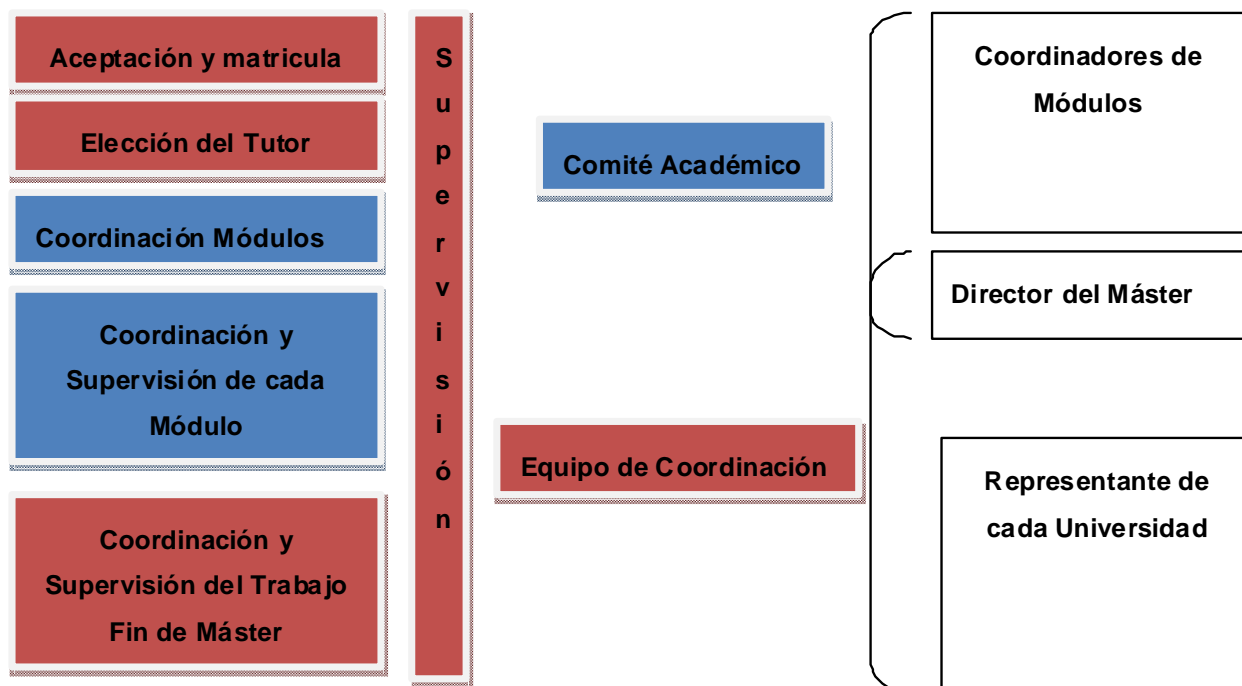 Aceptación y matricula
Elección del Tutor
Coordinación Módulos
Coordinación y
Supervisión de cada
Módulo
Coordinación y
Supervisión del Trabajo
Fin de Máster
S
u
p
e
r
v
i
s
i
ó
n
Comité Académico
Equipo de Coordinación
Coordinadores de
Módulos
Director del Máster
Representante de
cada Universidad